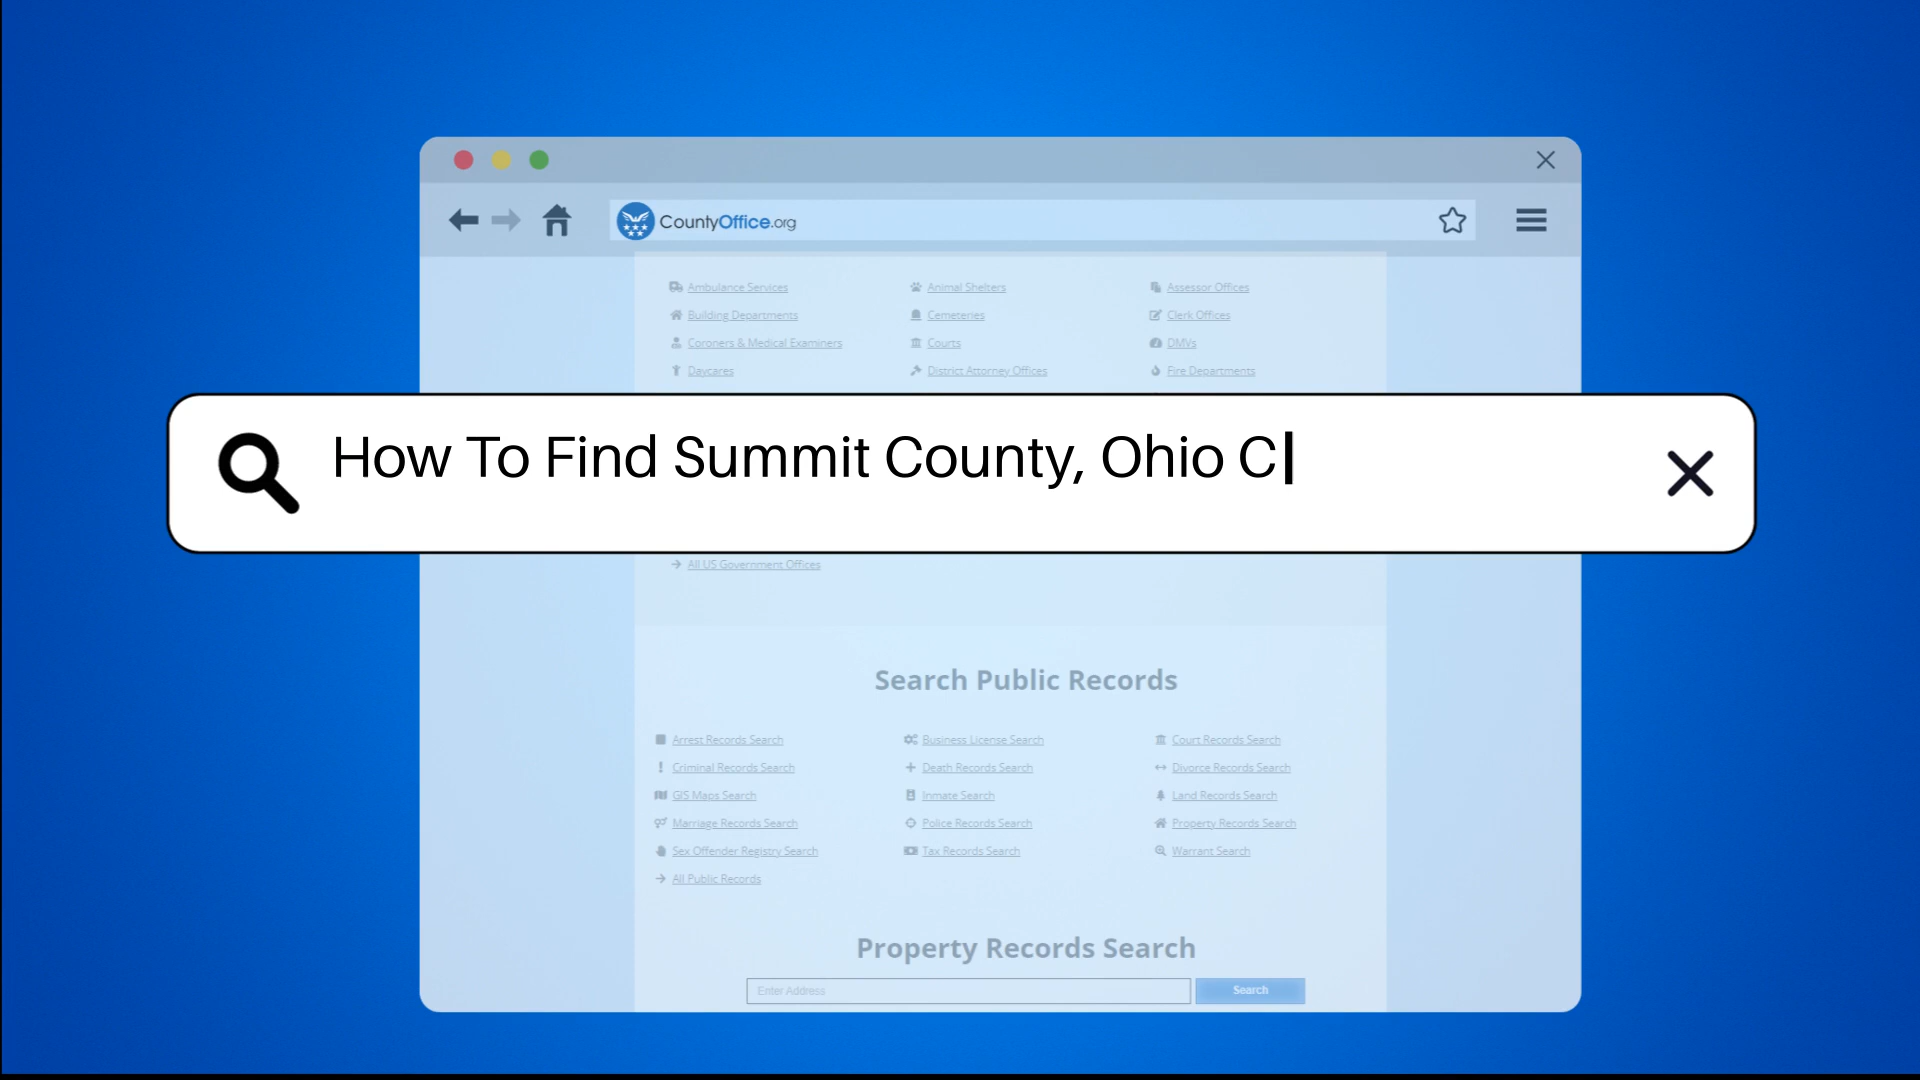 CountyOffice.org
Ambulance Services Animal Shelters Assessor Offices
Building Departments Cemeteries Clerk Offices
Coroners & Medical Examiners Courts DMVs
Daycares District Attorney Offices Fire Departments
How To Find Summit County, Ohio C
All US Government Offices
Search Public Records
Arrest Records Search Business License Search Court Records Search
Criminal Records Search Death Records Search Divorce Records Search
GIS Maps Search Inmate Search Land Records Search
Marriage Records Search Police Records Search Property Records Search
Sex Offender Registry Search Tax Records Search Warrant Search
All Public Records
Property Records Search
Enter Address Search